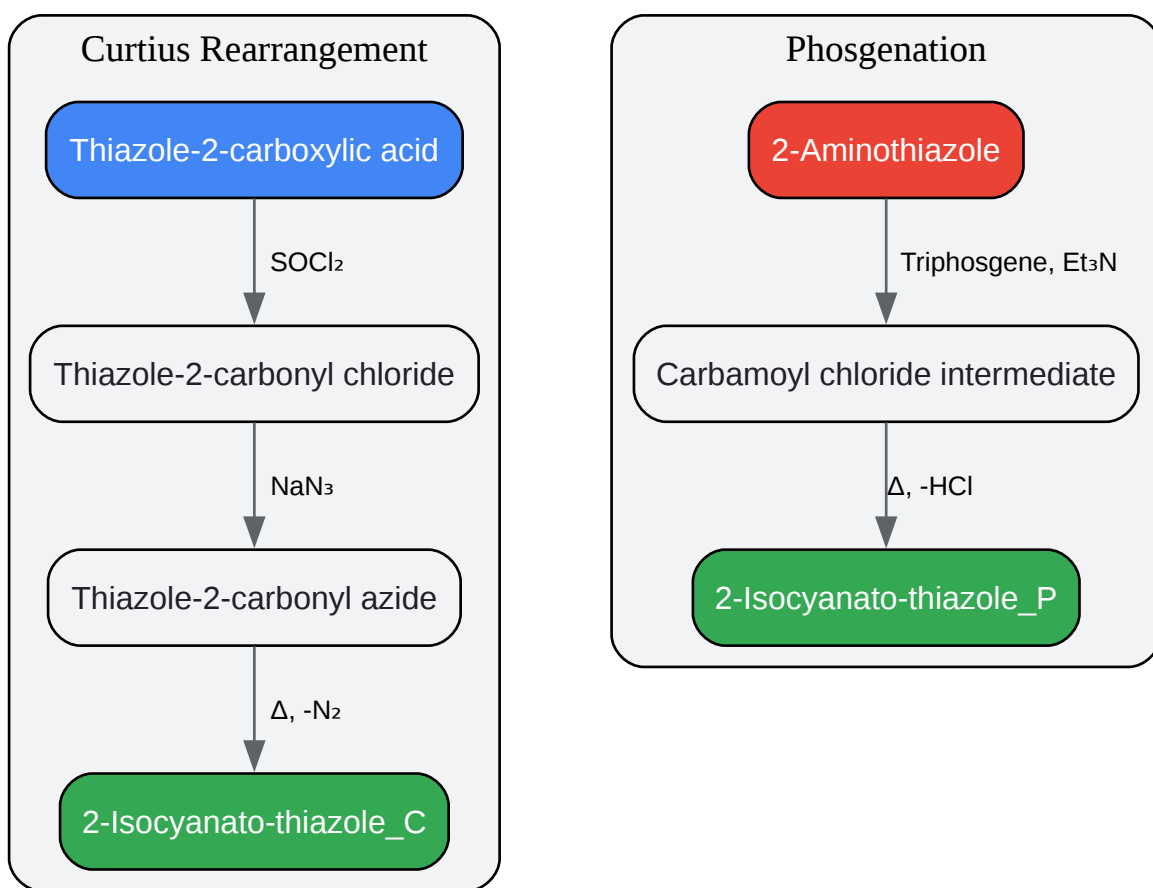 Curtius Rearrangement
Thiazole-2-carboxylic acid
SOCl₂
Thiazole-2-carbonyl chloride
NaN₃
Thiazole-2-carbonyl azide
Δ, -N₂
2-Isocyanato-thiazole_C
Phosgenation
2-Aminothiazole
Triphosgene, Et₃N
Carbamoyl chloride intermediate
Δ, -HCl
2-Isocyanato-thiazole_P